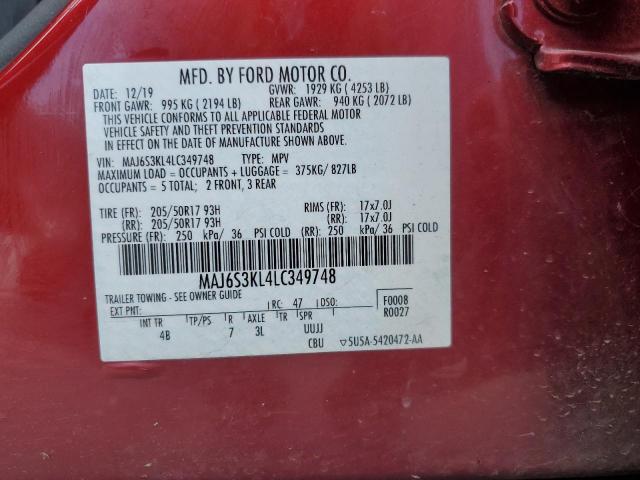 MFD. BY FORD MOTOR CO.
DATE: 12/19 GVWR: 1929 KG ( 4253 LB)
FRONT GAWR: 995 KG ( 2194 LB) REAR GAWR: 940 KG ( 2072 LB)
THIS VEHICLE CONFORMS TO ALL APPLICABLE FEDERAL MOTOR
VEHICLE SAFETY AND THEFT PREVENTION STANDARDS
IN EFFECT ON THE DATE OF MANUFACTURE SHOWN ABOVE.
VIN: MAJ6S3KL4LC349748 TYPE: MPV
MAXIMUM LOAD = OCCUPANTS + LUGGAGE = 375KG/ 827LB
OCCUPANTS = 5 TOTAL; 2 FRONT, 3 REAR
TIRE (FR): 205/50R17 93H RIMS (FR): 17x7.0J
(RR): 205/50R17 93H (RR): 17x7.0J
PRESSURE (FR): 250 kPa/ 36 PSI COLD (RR): 250 kPa/ 36 PSI COLD
MAJ6S3KL4LC349748
TRAILER TOWING - SEE OWNER GUIDE
EXT PNT: RC: 47 DSO: F0008
R0027
INT TR TP/PS R AXLE TR SPR
4B 7 3L UUJJ
CBU ▽5U5A-5420472-AA